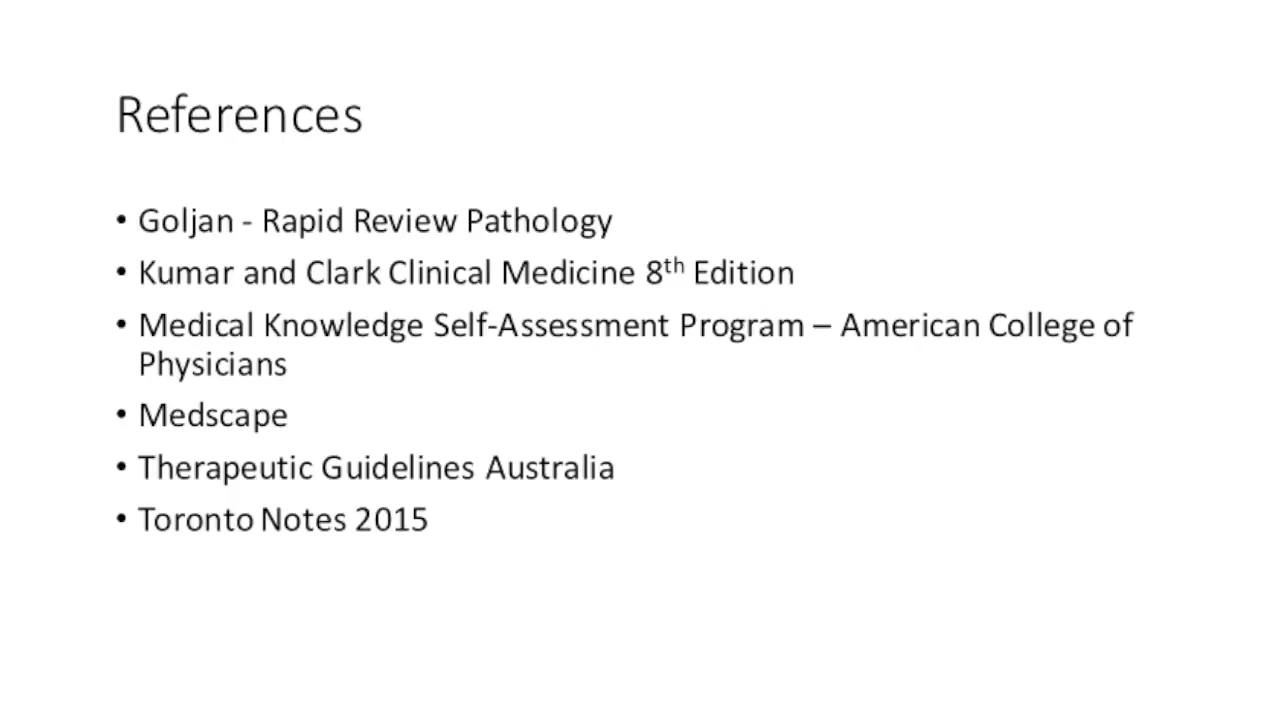 References
• Goljan - Rapid Review Pathology
• Kumar and Clark Clinical Medicine 8th Edition
• Medical Knowledge Self-Assessment Program – American College of
Physicians
• Medscape
• Therapeutic Guidelines Australia
• Toronto Notes 2015